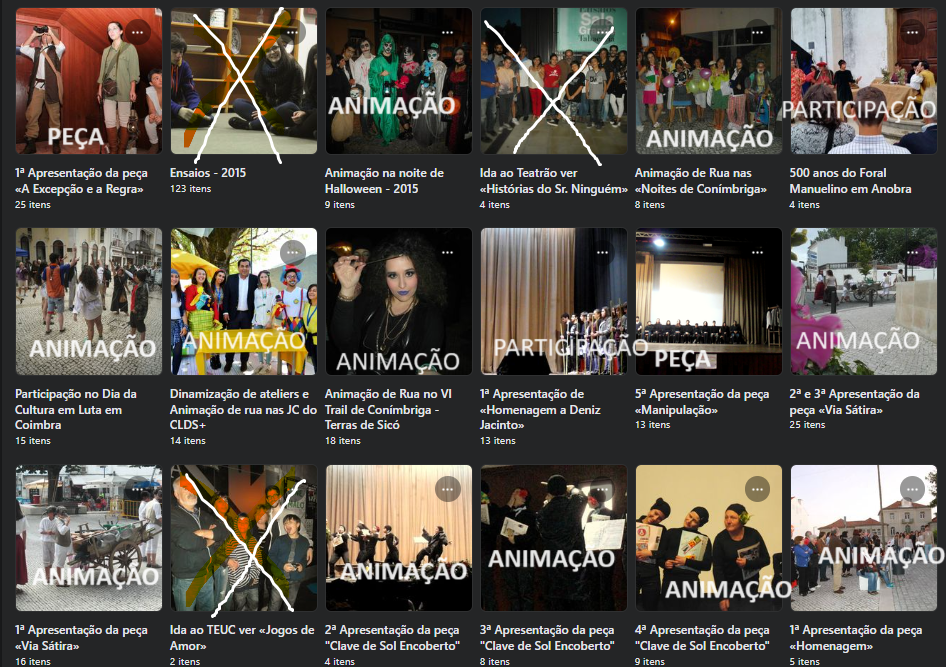 PEÇA
1ª Apresentação da peça
«A Excepção e a Regra»
25 itens
Ensaios - 2015
123 itens
ANIMAÇÃO
Animação na noite de
Halloween - 2015
9 itens
Ida ao Teatrão ver
«Histórias do Sr. Ninguém»
4 itens
ANIMAÇÃO
Animação de Rua nas
«Noites de Conímbriga»
8 itens
PARTICIPAÇÃO
500 anos do Foral
Manuelino em Anobra
4 itens
ANIMAÇÃO
Participação no Dia da
Cultura em Luta em
Coimbra
15 itens
ANIMAÇÃO
Dinamização de ateliers e
Animação de rua nas JC do
CLDS+
14 itens
ANIMAÇÃO
Animação de Rua no VI
Trail de Conímbriga -
Terras de Sicó
18 itens
PARTICIPAÇÃO
1ª Apresentação de
«Homenagem a Deniz
Jacinto»
13 itens
PEÇA
5ª Apresentação da peça
«Manipulação»
13 itens
ANIMAÇÃO
2ª e 3ª Apresentação da
peça «Via Sátira»
25 itens
ANIMAÇÃO
1ª Apresentação da peça
«Via Sátira»
16 itens
Ida ao TEUC ver «Jogos de
Amor»
2 itens
ANIMAÇÃO
2ª Apresentação da peça
"Clave de Sol Encoberto"
4 itens
ANIMAÇÃO
3ª Apresentação da peça
"Clave de Sol Encoberto"
8 itens
ANIMAÇÃO
4ª Apresentação da peça
"Clave de Sol Encoberto"
9 itens
ANIMAÇÃO
1ª Apresentação da peça
«Homenagem»
5 itens